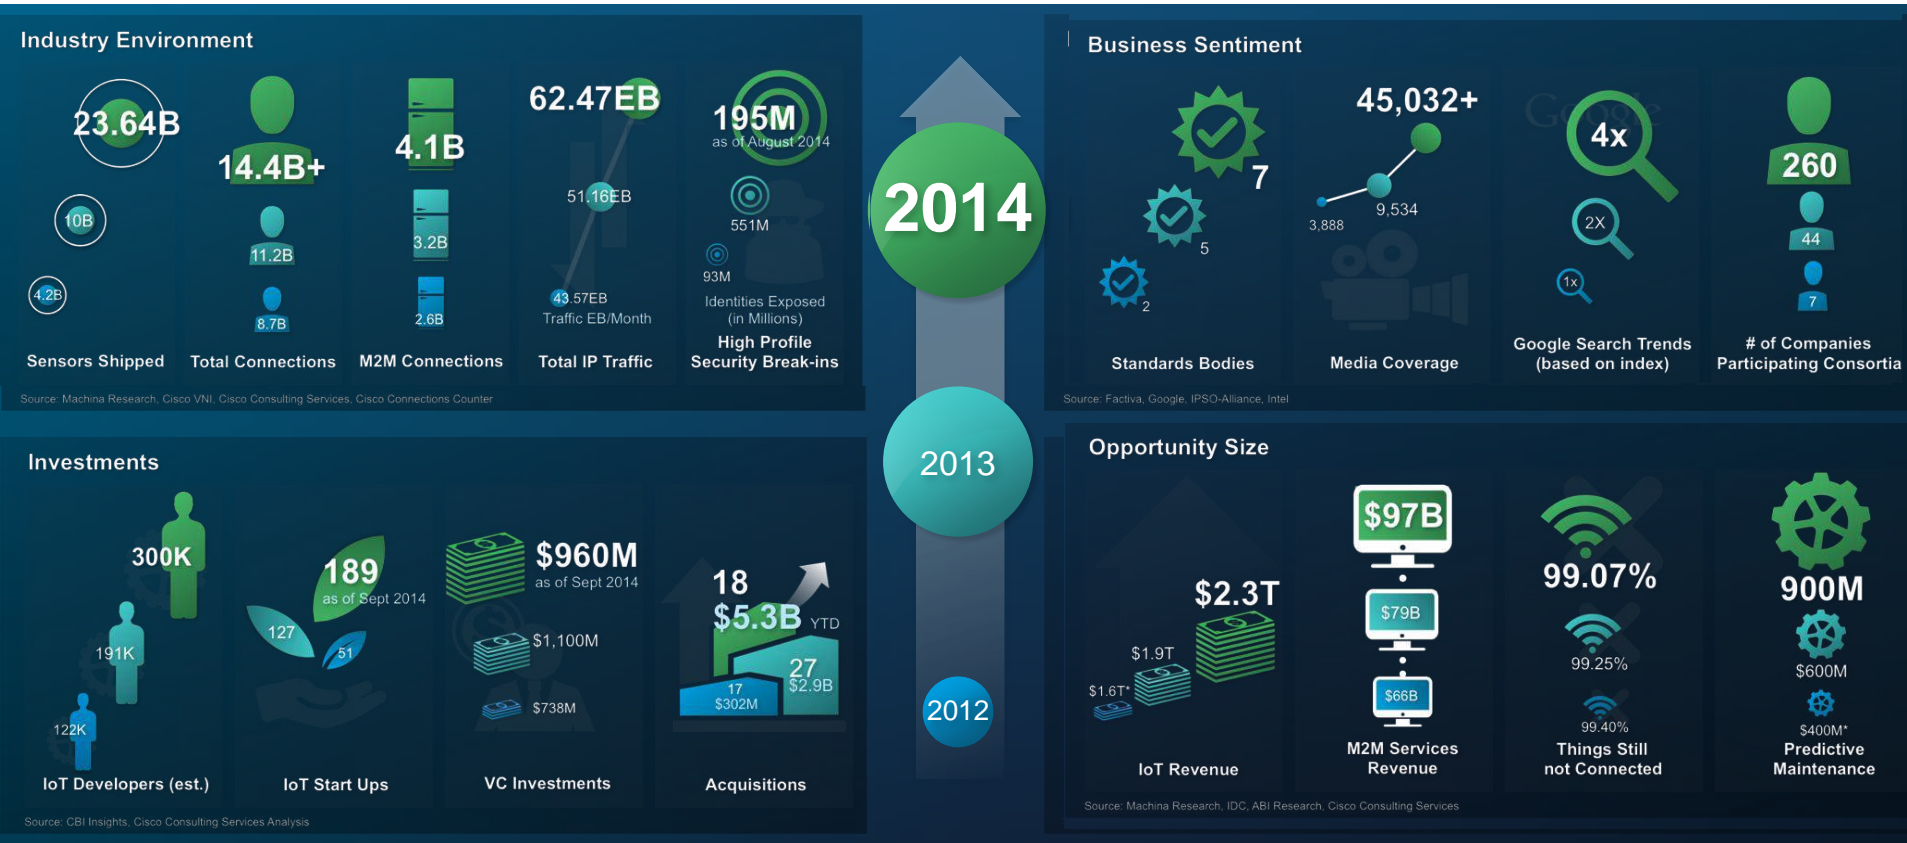 Industry Environment
23.64B
10B
4.2B
Sensors Shipped
14.4B+
11.2B
8.7B
Total Connections
4.1B
3.2B
2.6B
M2M Connections
62.47EB
51.16EB
43.57EB
Traffic EB/Month
Total IP Traffic
195M
as of August 2014
551M
93M
Identities Exposed
(in Millions)
High Profile
Security Break-ins
Source: Machina Research, Cisco VNI, Cisco Consulting Services, Cisco Connections Counter
2014
2013
2012
Business Sentiment
7
5
2
Standards Bodies
45,032+
9,534
3,888
Media Coverage
Google
4x
2X
1x
Google Search Trends
(based on index)
260
44
7
# of Companies
Participating Consortia
Source: Factiva, Google, IPSO-Alliance, Intel
Investments
300K
191K
122K
IoT Developers (est.)
189
as of Sept 2014
127
51
IoT Start Ups
$960M
as of Sept 2014
$1,100M
$738M
VC Investments
18
$5.3B YTD
27
$2.9B
17
$302M
Acquisitions
Source: CBI Insights, Cisco Consulting Services Analysis
Opportunity Size
$2.3T
$1.9T
$1.6T*
IoT Revenue
$97B
$79B
$66B
M2M Services
Revenue
99.07%
99.25%
99.40%
Things Still
not Connected
900M
$600M
$400M*
Predictive
Maintenance
Source: Machina Research, IDC, ABI Research, Cisco Consulting Services